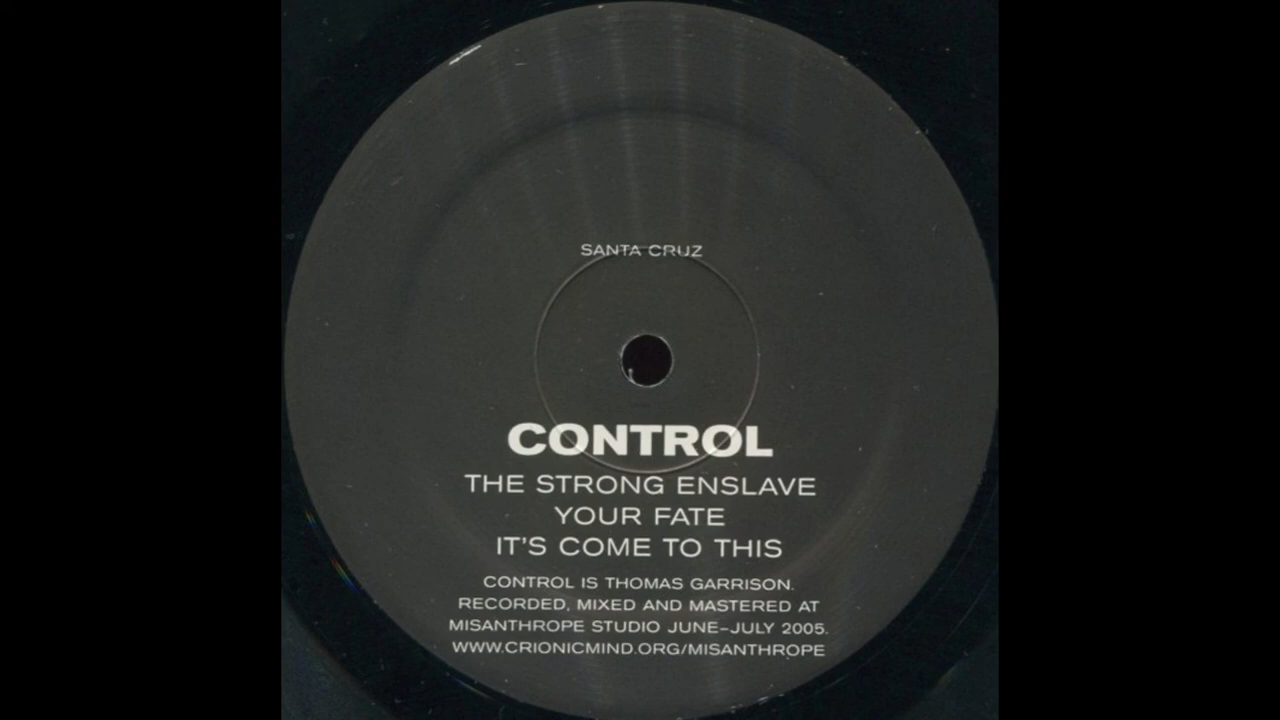 SANTA CRUZ
CONTROL
THE STRONG ENSLAVE
YOUR FATE
IT'S COME TO THIS
CONTROL IS THOMAS GARRISON.
RECORDED, MIXED AND MASTERED AT
MISANTHROPE STUDIO JUNE–JULY 2005.
WWW.CRIONICMIND.ORG/MISANTHROPE